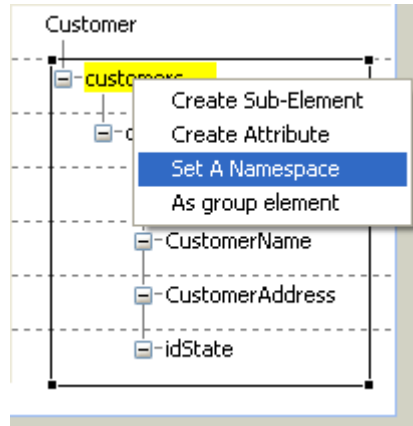 Customer
customers
Create Sub-Element
Create Attribute
Set A Namespace
As group element
CustomerName
CustomerAddress
idState